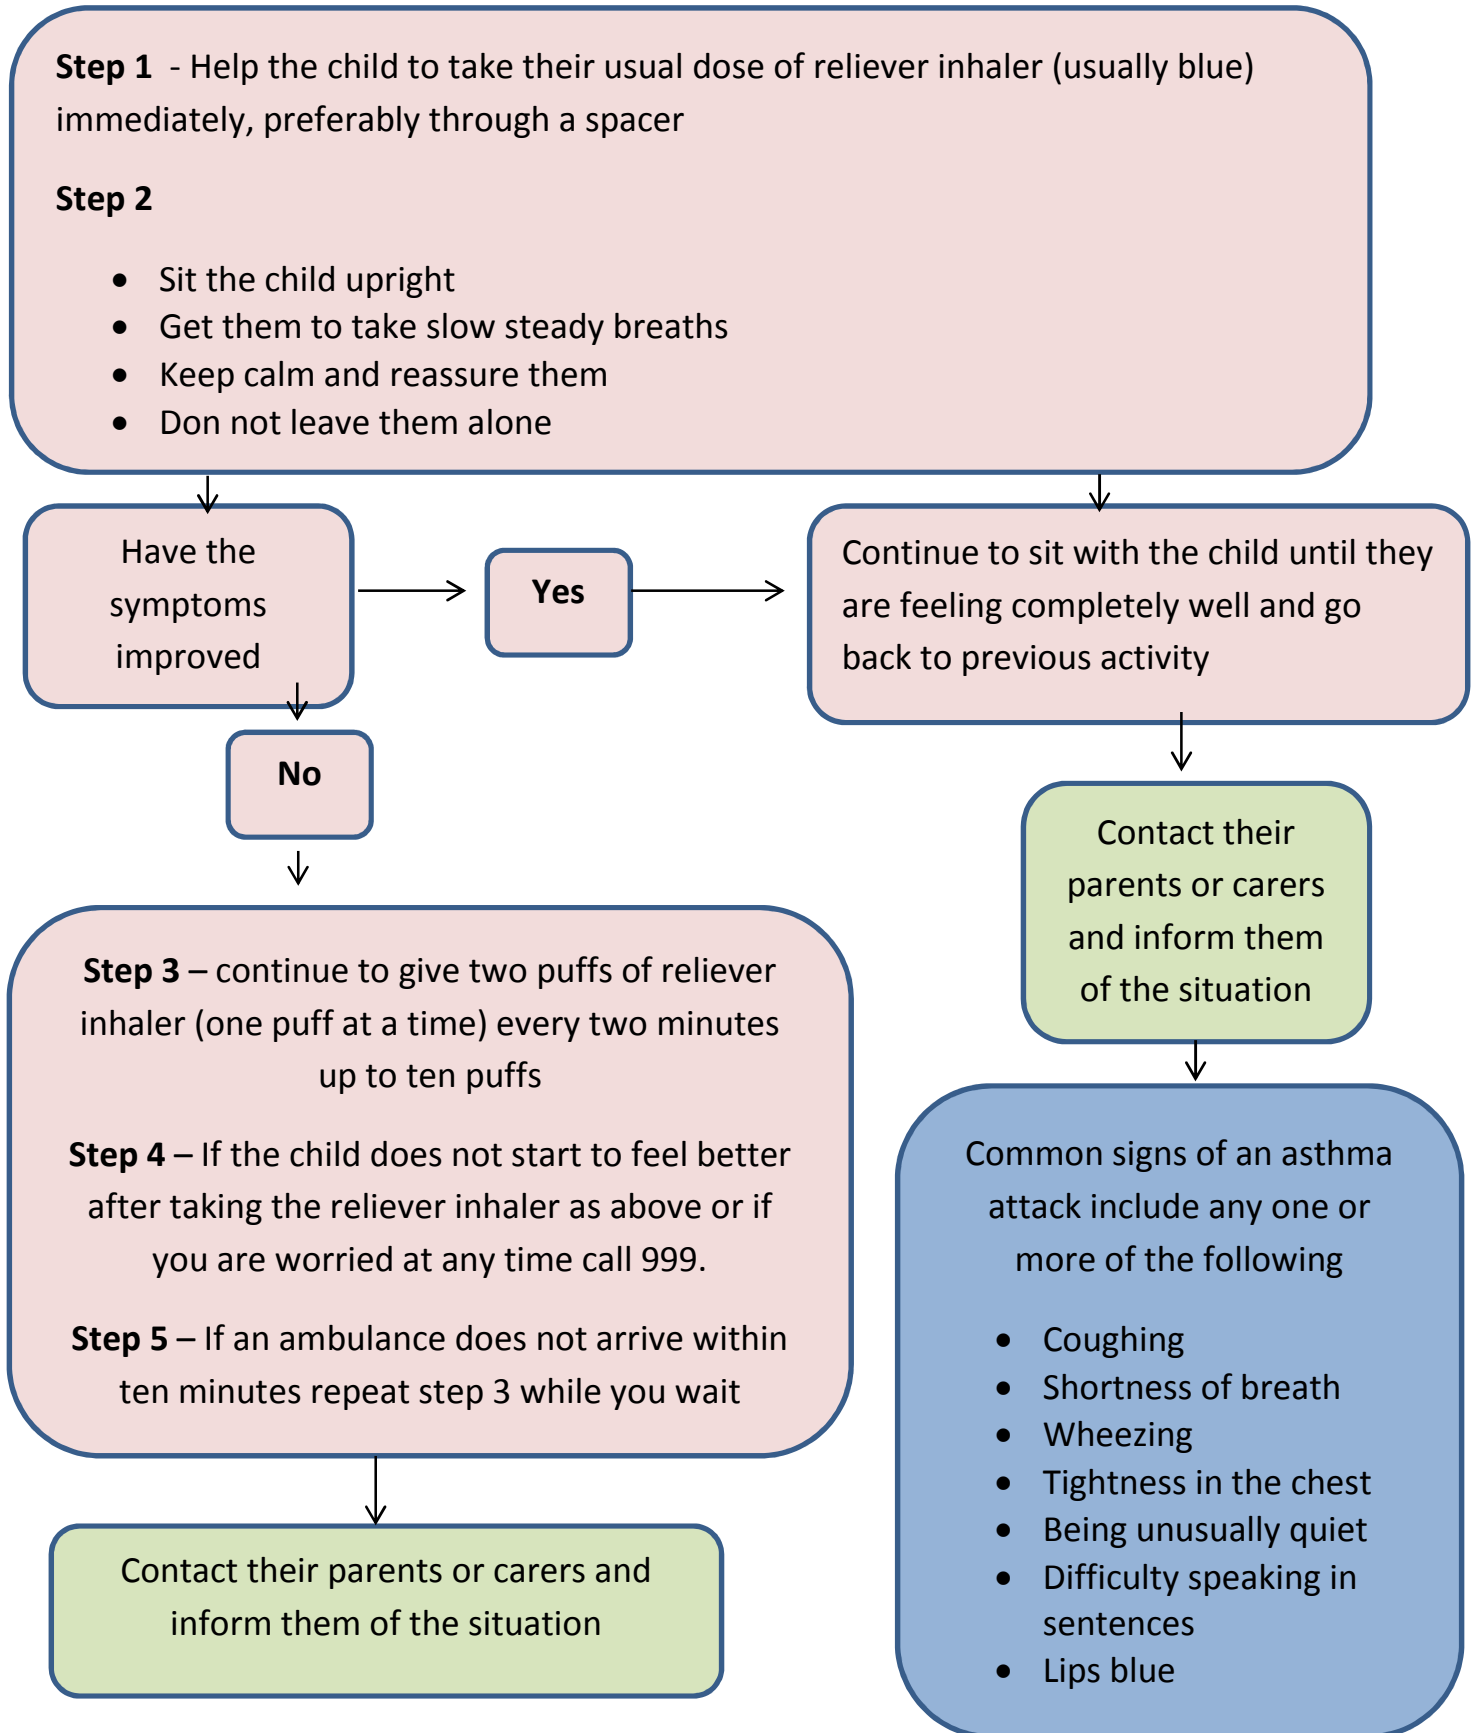 Step 1  - Help the child to take their usual dose of reliever inhaler (usually blue)
immediately, preferably through a spacer
Step 2
• Sit the child upright
• Get them to take slow steady breaths
• Keep calm and reassure them
• Don not leave them alone
Have the
symptoms
improved
Yes
Continue to sit with the child until they
are feeling completely well and go
back to previous activity
No
Contact their
parents or carers
and inform them
of the situation
Step 3 – continue to give two puffs of reliever
inhaler (one puff at a time) every two minutes
up to ten puffs
Step 4 – If the child does not start to feel better
after taking the reliever inhaler as above or if
you are worried at any time call 999.
Step 5 – If an ambulance does not arrive within
ten minutes repeat step 3 while you wait
Contact their parents or carers and
inform them of the situation
Common signs of an asthma
attack include any one or
more of the following
• Coughing
• Shortness of breath
• Wheezing
• Tightness in the chest
• Being unusually quiet
• Difficulty speaking in
sentences
• Lips blue